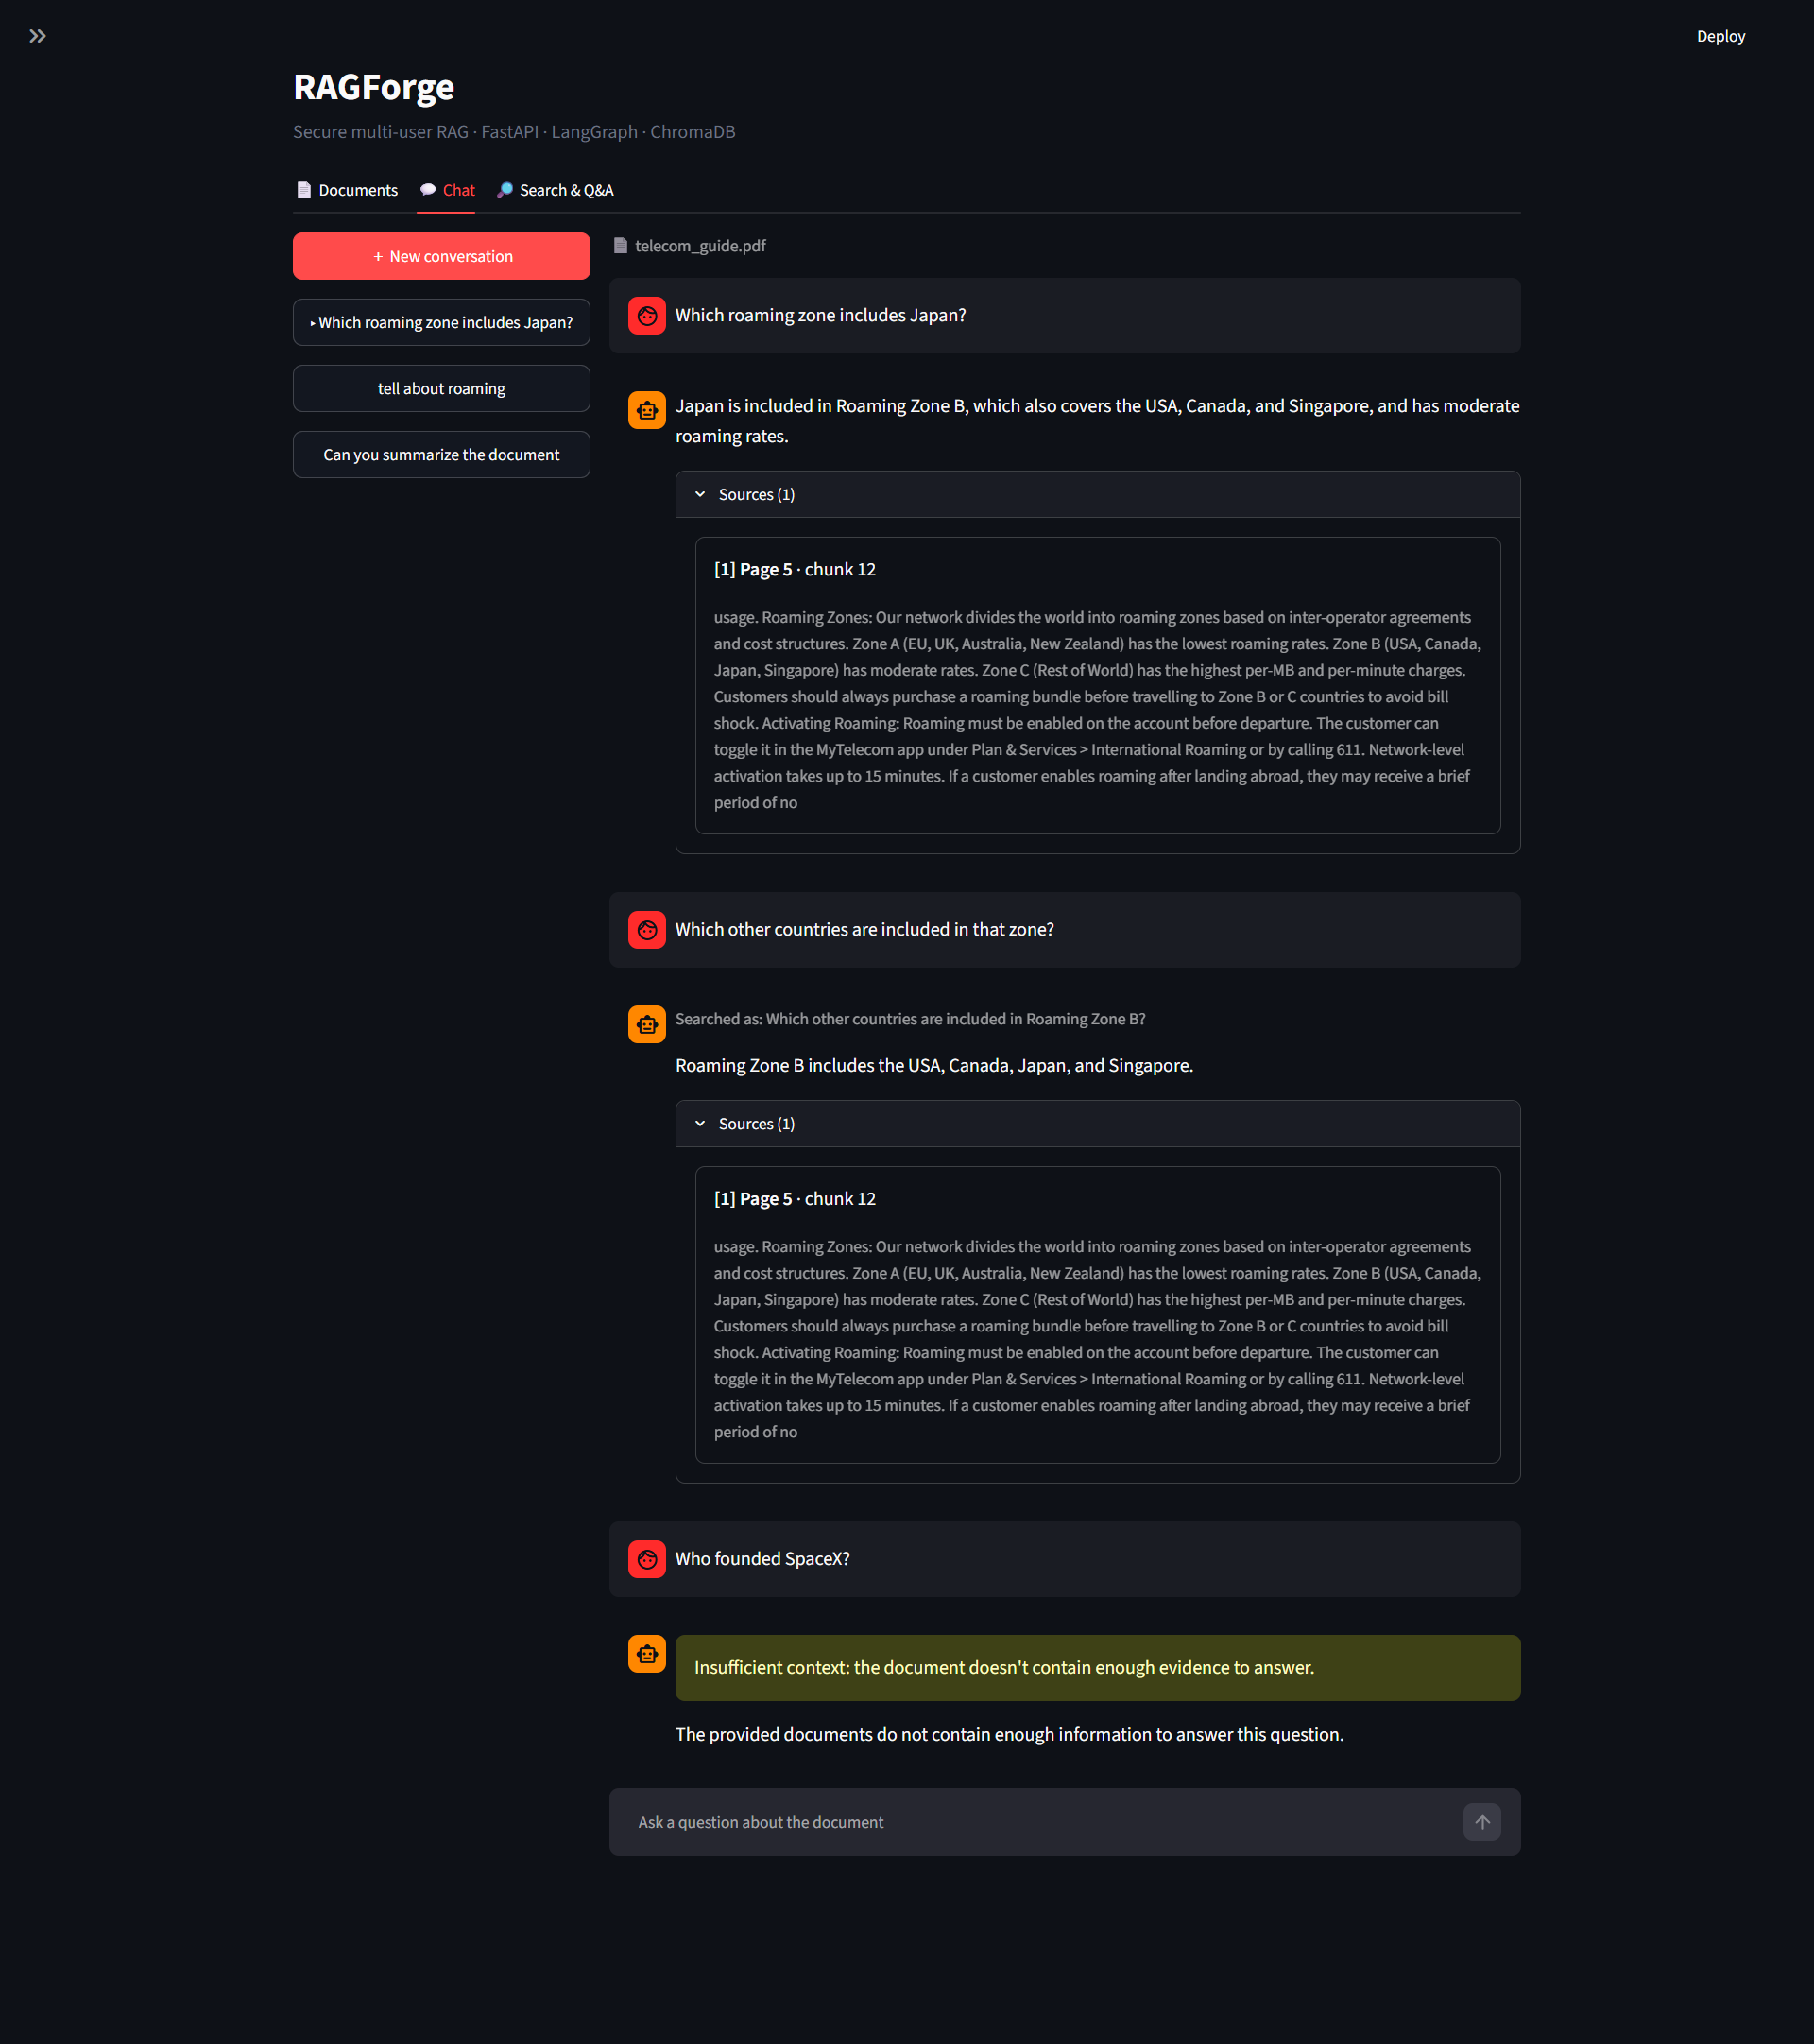 Deploy
RAGForge
Secure multi-user RAG · FastAPI · LangGraph · ChromaDB
Documents
Chat
Search & Q&A
+ New conversation
▸ Which roaming zone includes Japan?
tell about roaming
Can you summarize the document
telecom_guide.pdf
Which roaming zone includes Japan?
Japan is included in Roaming Zone B, which also covers the USA, Canada, and Singapore, and has moderate
roaming rates.
Sources (1)
[1] Page 5 · chunk 12
usage. Roaming Zones: Our network divides the world into roaming zones based on inter-operator agreements
and cost structures. Zone A (EU, UK, Australia, New Zealand) has the lowest roaming rates. Zone B (USA, Canada,
Japan, Singapore) has moderate rates. Zone C (Rest of World) has the highest per-MB and per-minute charges.
Customers should always purchase a roaming bundle before travelling to Zone B or C countries to avoid bill
shock. Activating Roaming: Roaming must be enabled on the account before departure. The customer can
toggle it in the MyTelecom app under Plan & Services > International Roaming or by calling 611. Network-level
activation takes up to 15 minutes. If a customer enables roaming after landing abroad, they may receive a brief
period of no
Which other countries are included in that zone?
Searched as: Which other countries are included in Roaming Zone B?
Roaming Zone B includes the USA, Canada, Japan, and Singapore.
Sources (1)
[1] Page 5 · chunk 12
usage. Roaming Zones: Our network divides the world into roaming zones based on inter-operator agreements
and cost structures. Zone A (EU, UK, Australia, New Zealand) has the lowest roaming rates. Zone B (USA, Canada,
Japan, Singapore) has moderate rates. Zone C (Rest of World) has the highest per-MB and per-minute charges.
Customers should always purchase a roaming bundle before travelling to Zone B or C countries to avoid bill
shock. Activating Roaming: Roaming must be enabled on the account before departure. The customer can
toggle it in the MyTelecom app under Plan & Services > International Roaming or by calling 611. Network-level
activation takes up to 15 minutes. If a customer enables roaming after landing abroad, they may receive a brief
period of no
Who founded SpaceX?
Insufficient context: the document doesn't contain enough evidence to answer.
The provided documents do not contain enough information to answer this question.
Ask a question about the document